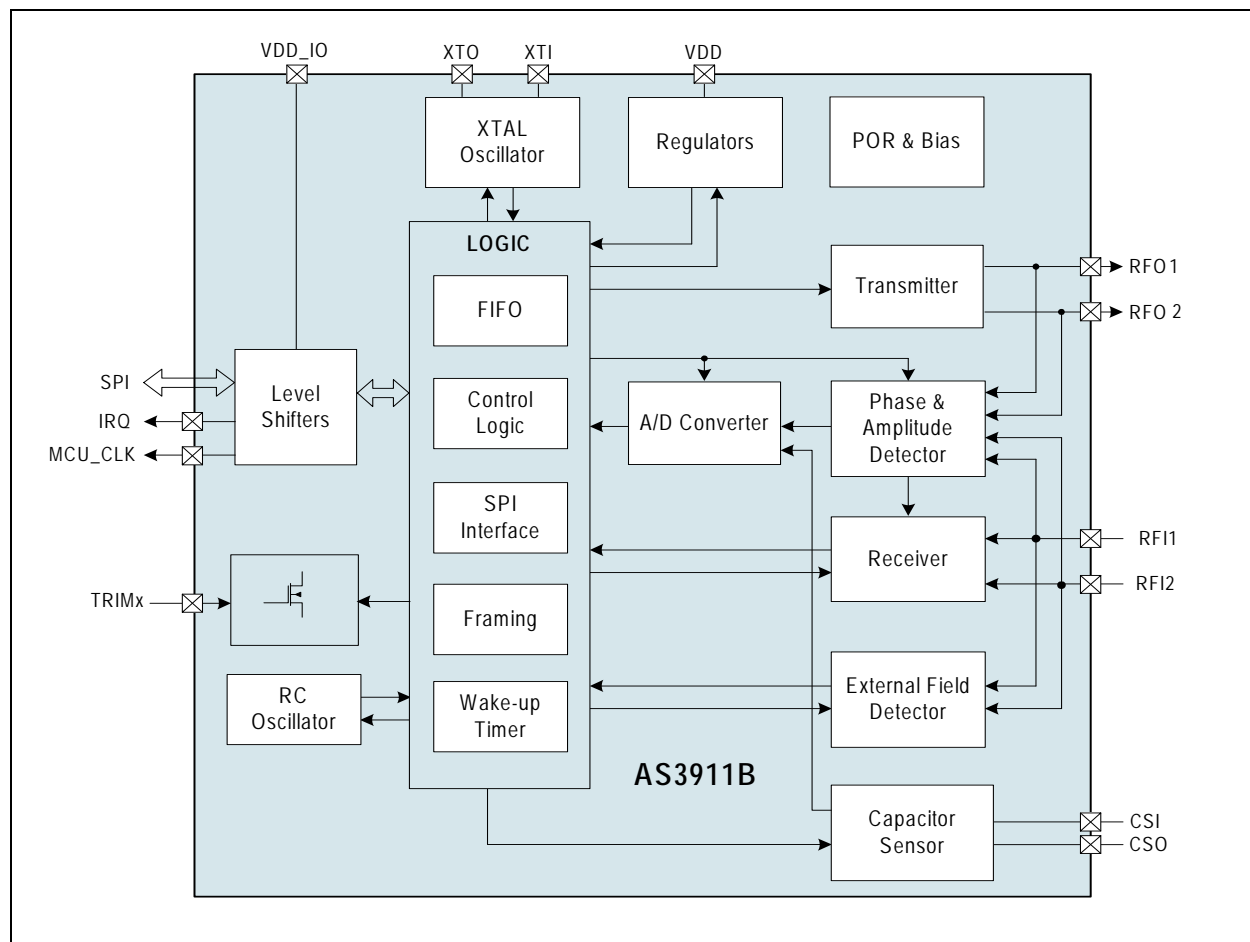 VDD_IO
XTO
XTI
VDD
XTAL
Oscillator
Regulators
POR & Bias
LOGIC
FIFO
Control
Logic
SPI
Interface
Framing
Wake-up
Timer
Transmitter
RFO1
RFO 2
SPI
IRQ
MCU_CLK
Level
Shifters
A/D Converter
Phase &
Amplitude
Detector
Receiver
RFI1
RFI2
TRIMx
RC
Oscillator
External Field
Detector
AS3911B
Capacitor
Sensor
CSI
CSO